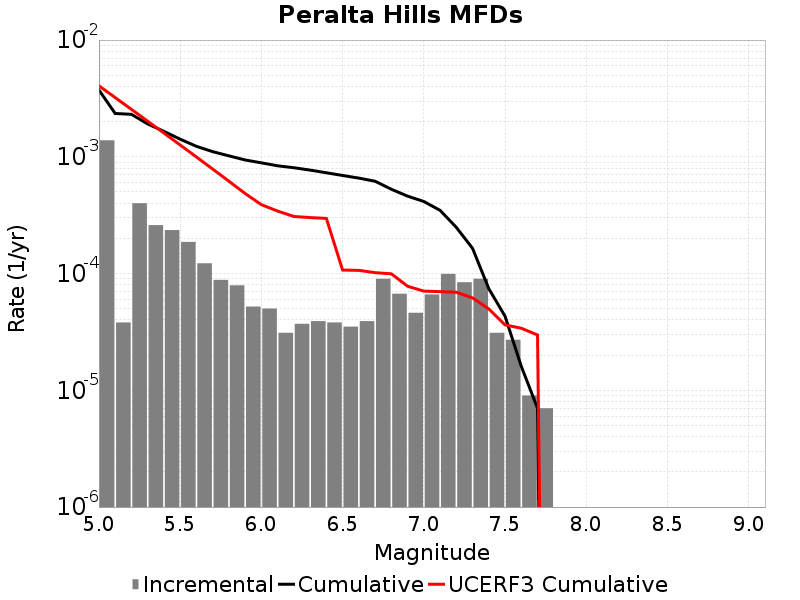 Peralta Hills MFDs
10^-2
10^-3
10^-4
10^-5
10^-6
Rate (1/yr)
5.0 5.5 6.0 6.5 7.0 7.5 8.0 8.5 9.0
Magnitude
Incremental Cumulative UCERF3 Cumulative